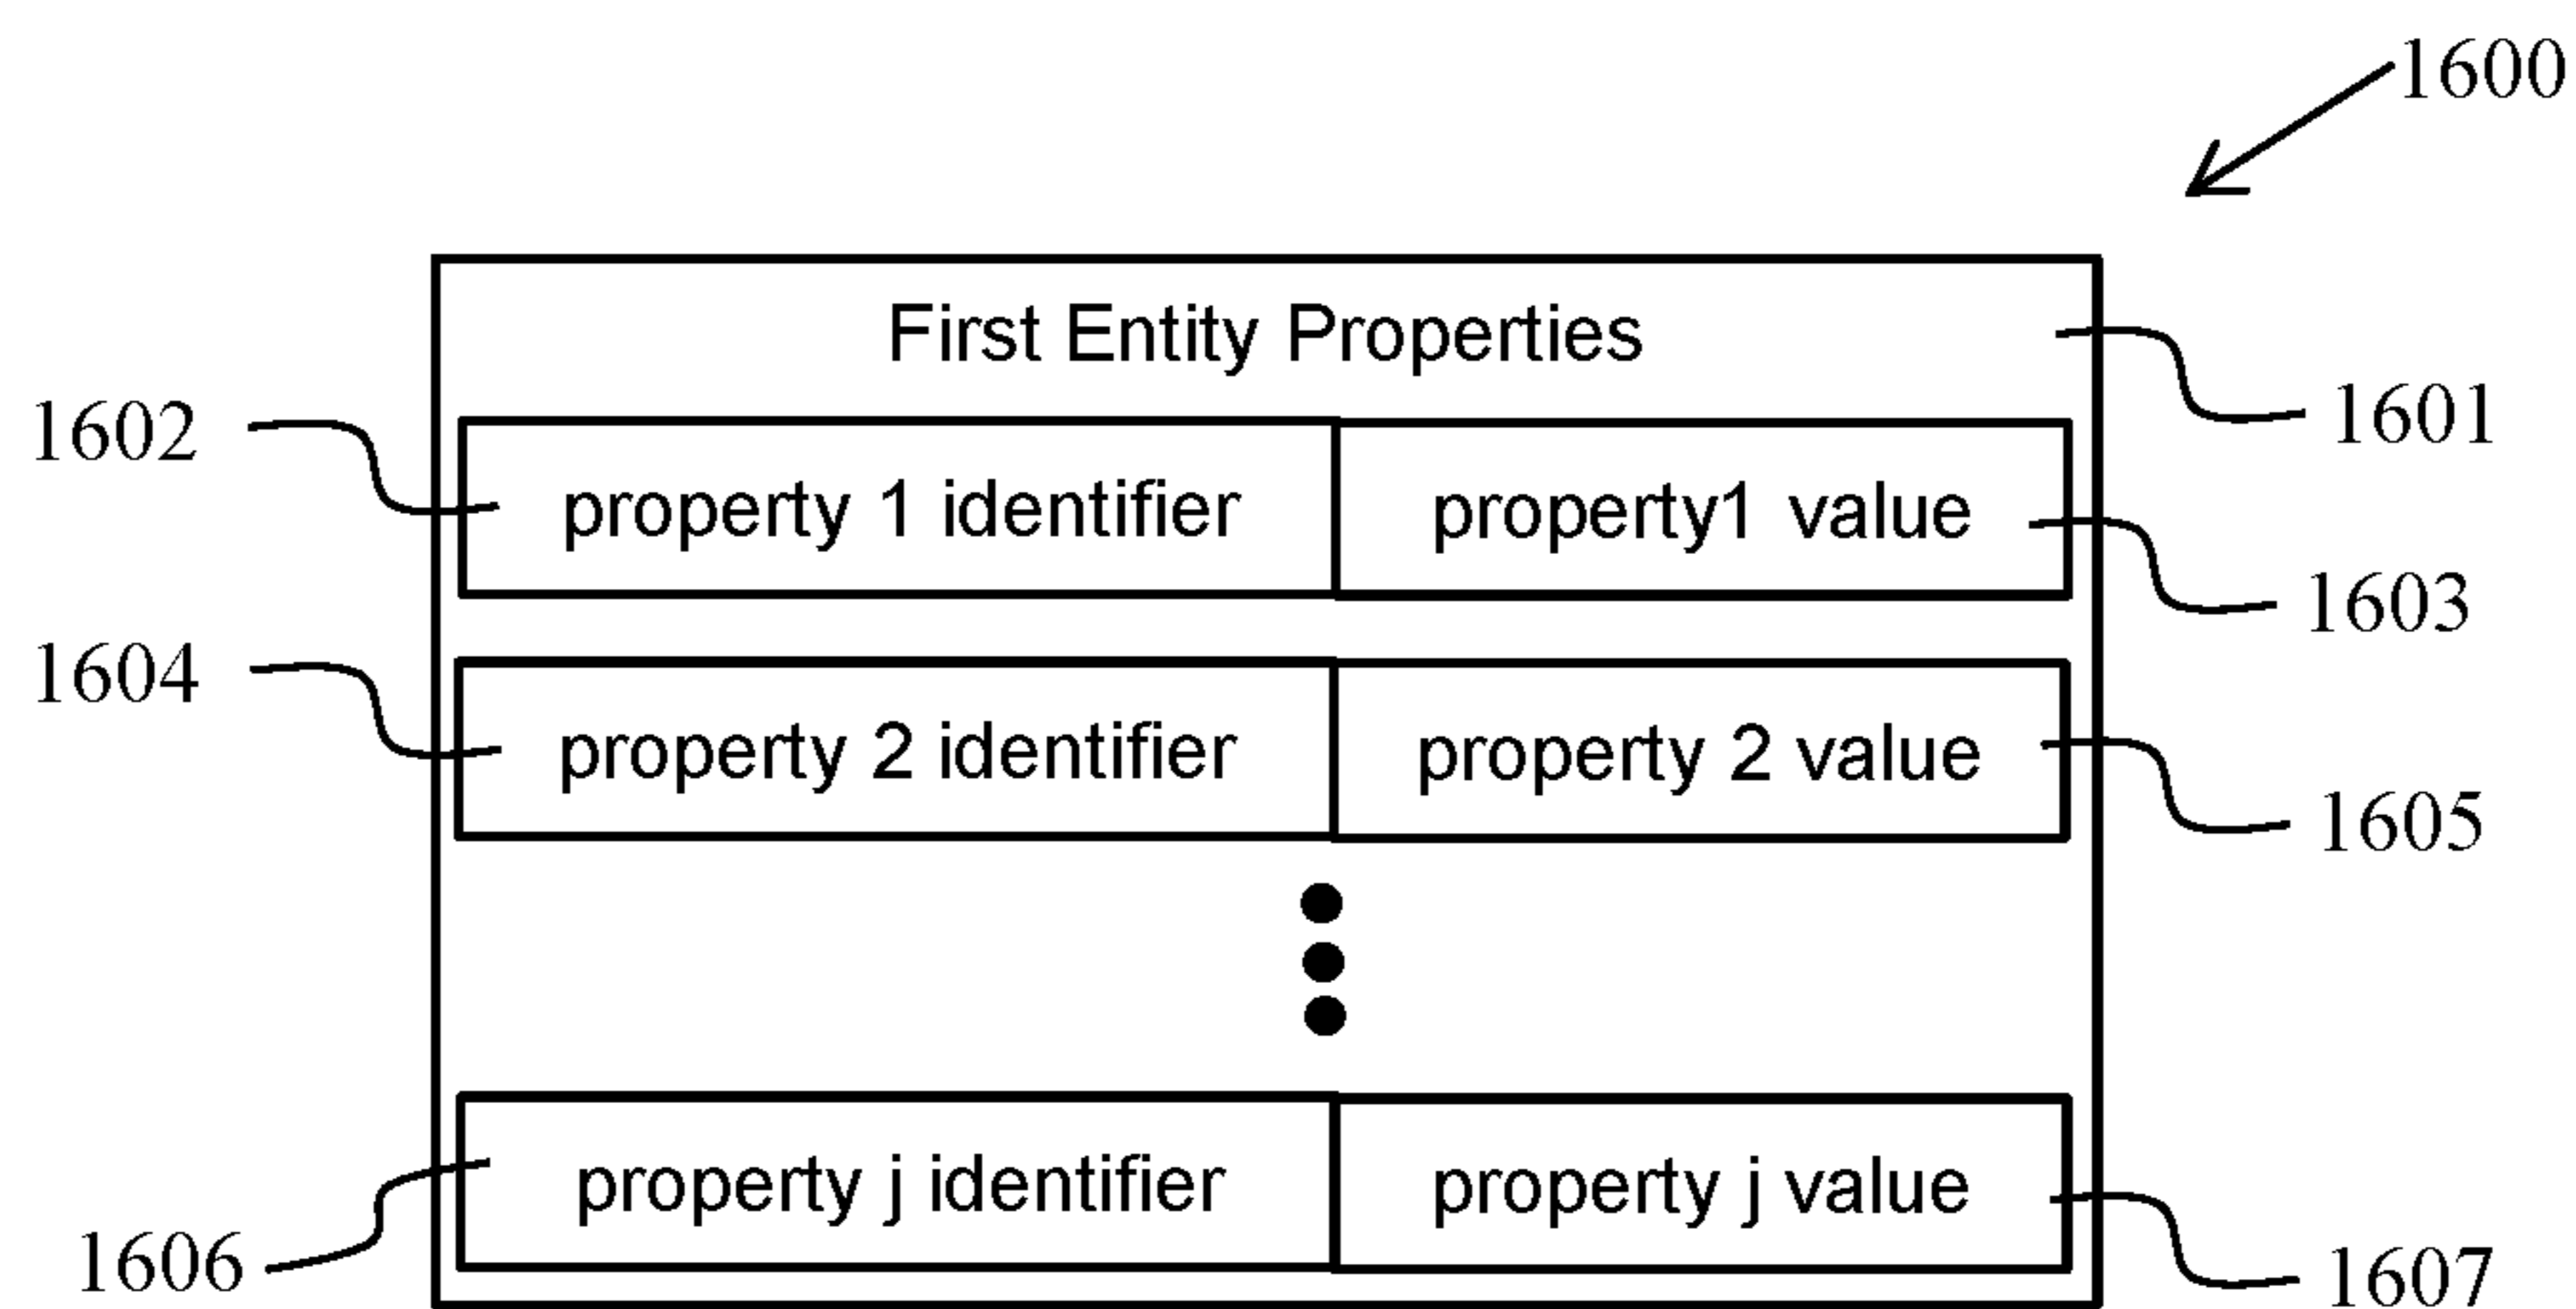 1600
First Entity Properties
1601
1602
property 1 identifier
property1 value
1603
1604
property 2 identifier
property 2 value
1605
property j identifier
property j value
1606
1607